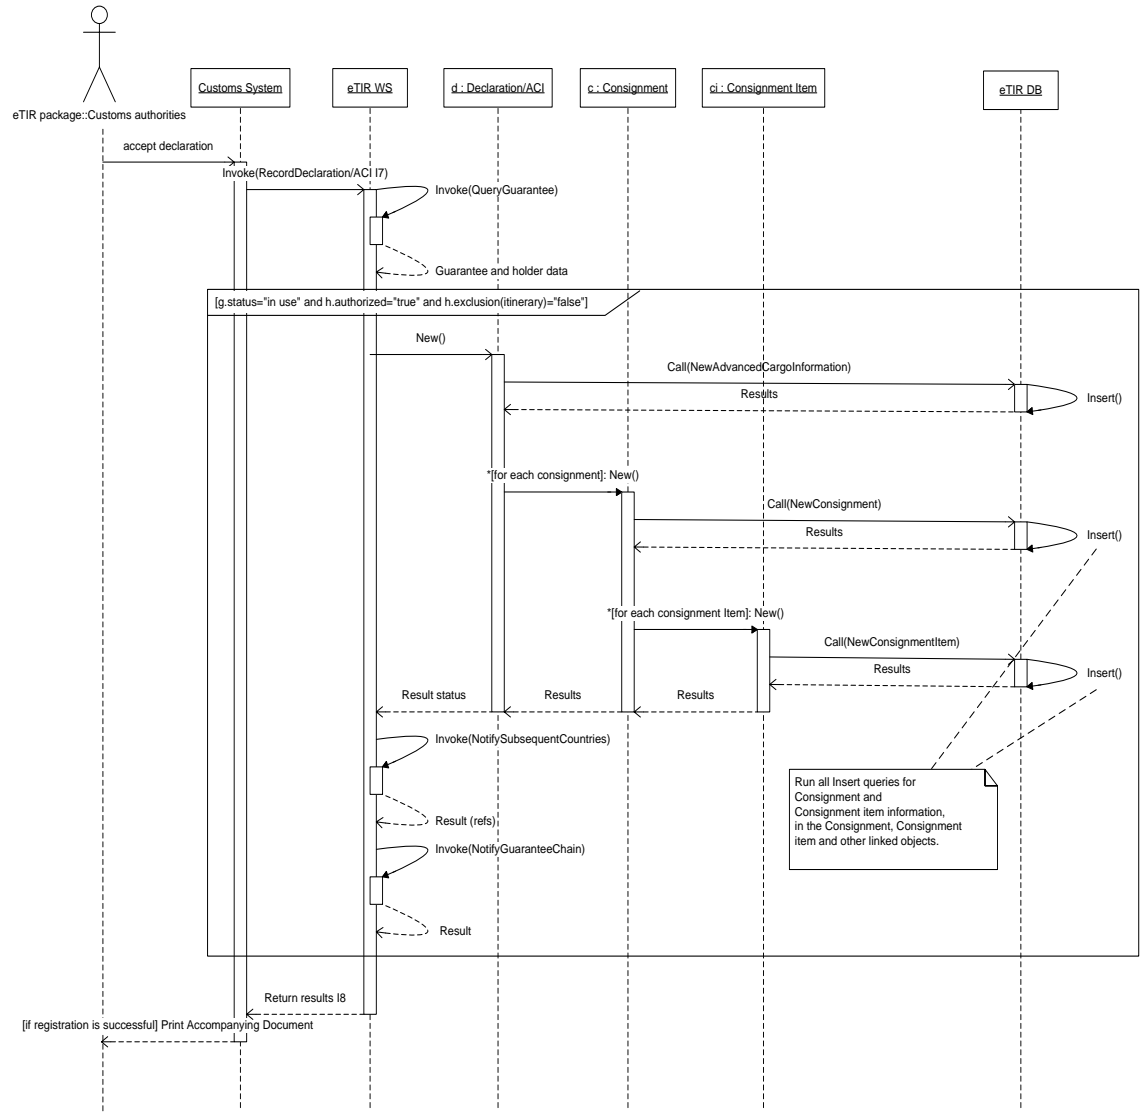 Customs System
eTIR WS
d : Declaration/ACI
c : Consignment
ci : Consignment Item
eTIR DB
eTIR package::Customs authorities
accept declaration
Invoke(RecordDeclaration/ACI I7)
Invoke(QueryGuarantee)
Guarantee and holder data
[g.status="in use" and h.authorized="true" and h.exclusion(itinerary)="false"]
New()
Call(NewAdvancedCargoInformation)
Results
Insert()
*[for each consignment]: New()
Call(NewConsignment)
Results
Insert()
*[for each consignment Item]: New()
Call(NewConsignmentItem)
Results
Insert()
Result status
Results
Results
Invoke(NotifySubsequentCountries)
Run all Insert queries for
Consignment and
Consignment item information,
in the Consignment, Consignment
item and other linked objects.
Result (refs)
Invoke(NotifyGuaranteeChain)
Result
Return results I8
[if registration is successful] Print Accompanying Document